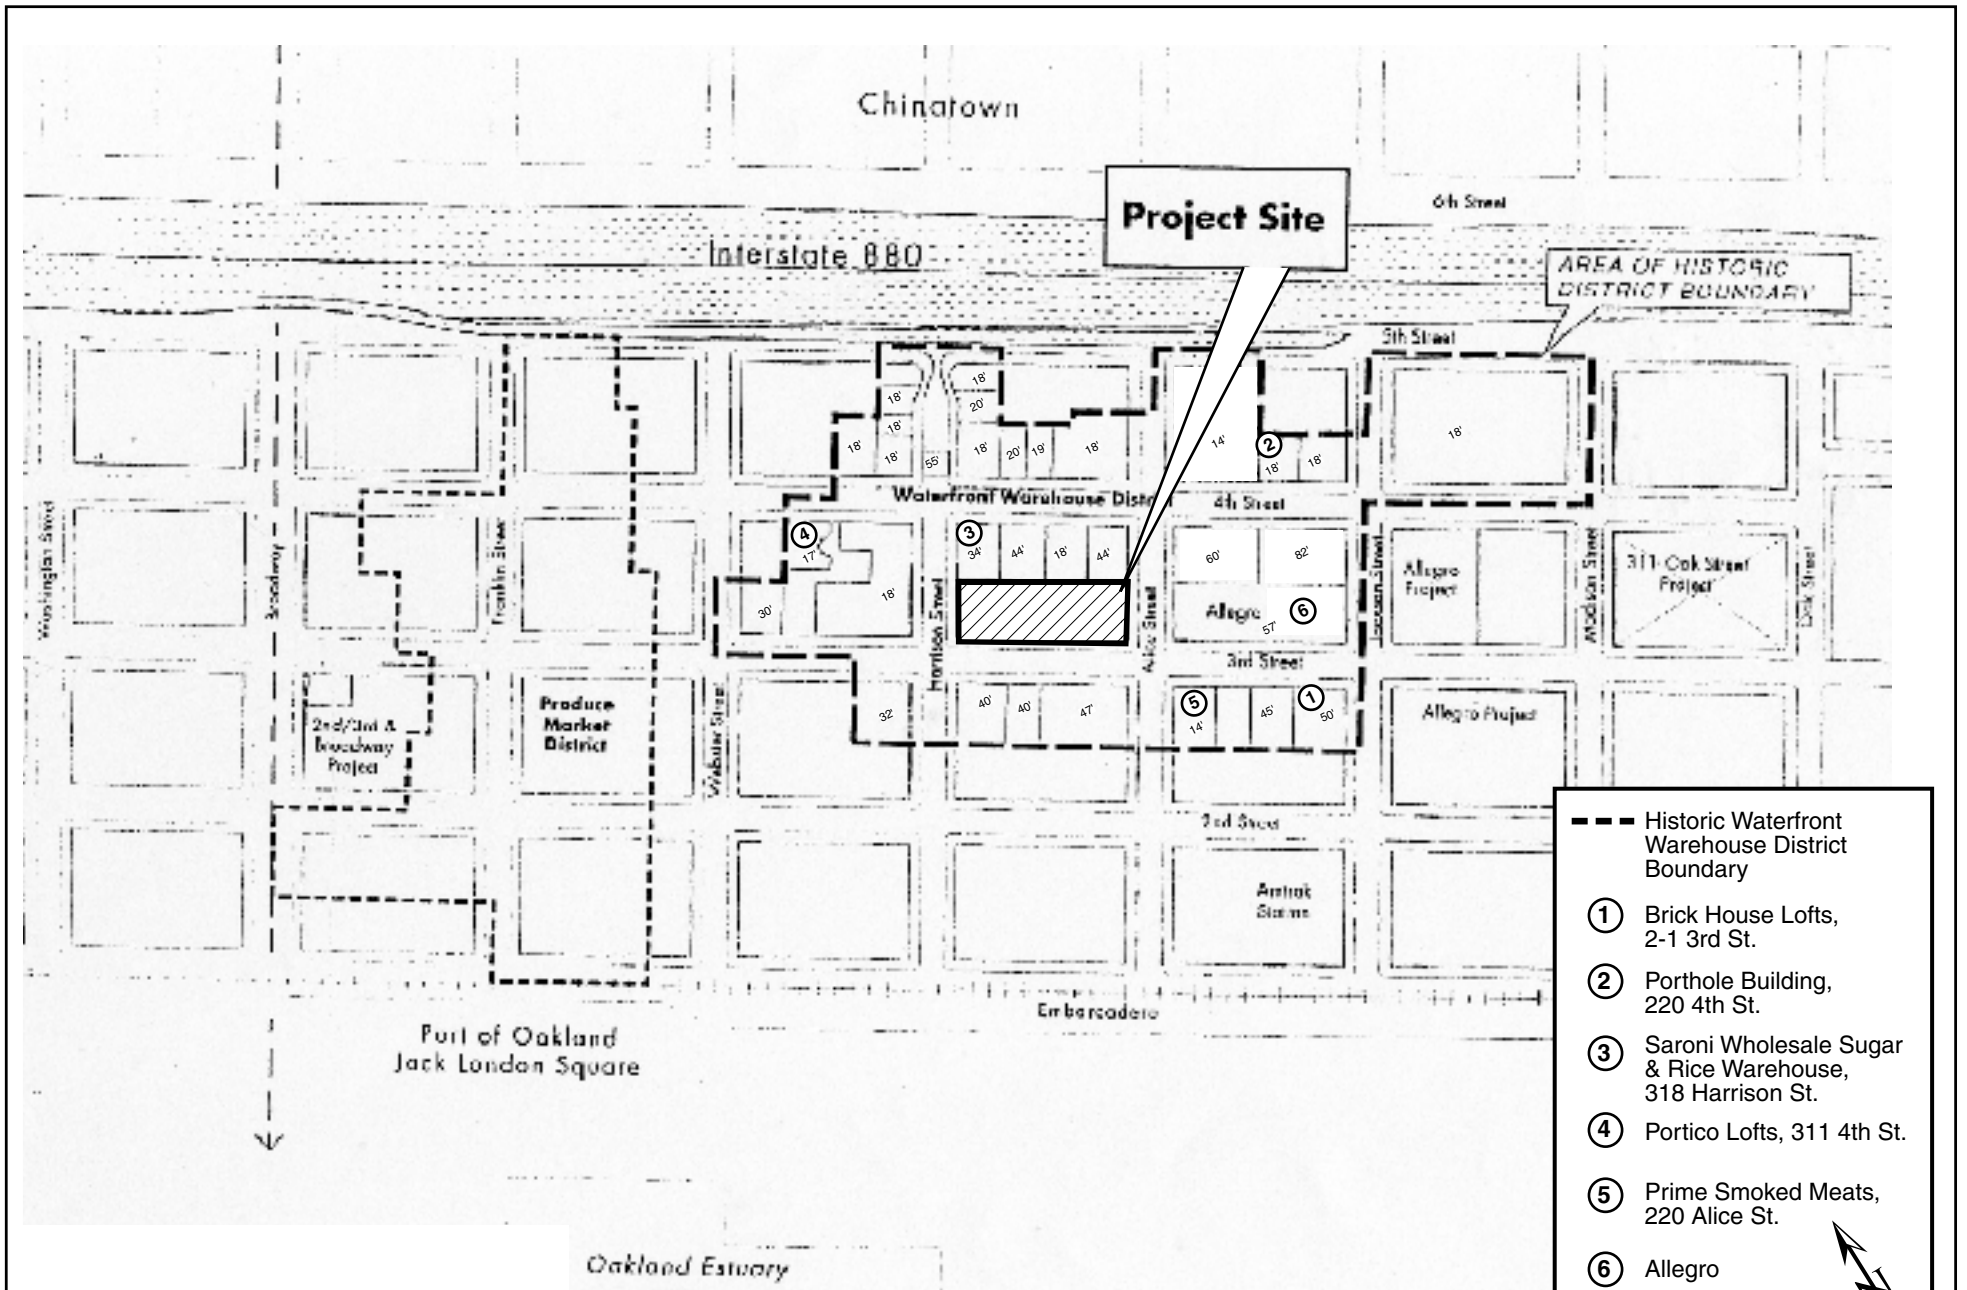 Chinatown
6th Street
Project Site
Interstate 880
AREA OF HISTORIC
DISTRICT BOUNDARY
5th Street
18'
18'
20'
18'
18'
18'
18'
55'
18'
20'
19'
18'
14'
2
18'
18'
18'
Waterfront Warehouse
4th Street
Washington Street
Broadway
Franklin Street
4
17'
30'
18'
Harrison Street
3
34'
44'
18'
44'
Alice Street
60'
82'
Allegro
6
57'
3rd Street
Jackson Street
Allegro
Project
Madison Street
311 Oak Street
Project
Oak Street
2nd/3rd &
Broadway
Project
Produce
Market
District
Webster Street
32'
40'
40'
47'
5
14'
45'
1
50'
Allegro Project
2nd Street
Amtrak
Station
Embarcadero
Port of Oakland
Jack London Square
Oakland Estuary
Historic Waterfront
Warehouse District
Boundary
1 Brick House Lofts,
2-1 3rd St.
2 Porthole Building,
220 4th St.
3 Saroni Wholesale Sugar
& Rice Warehouse,
318 Harrison St.
4 Portico Lofts, 311 4th St.
5 Prime Smoked Meats,
220 Alice St.
6 Allegro